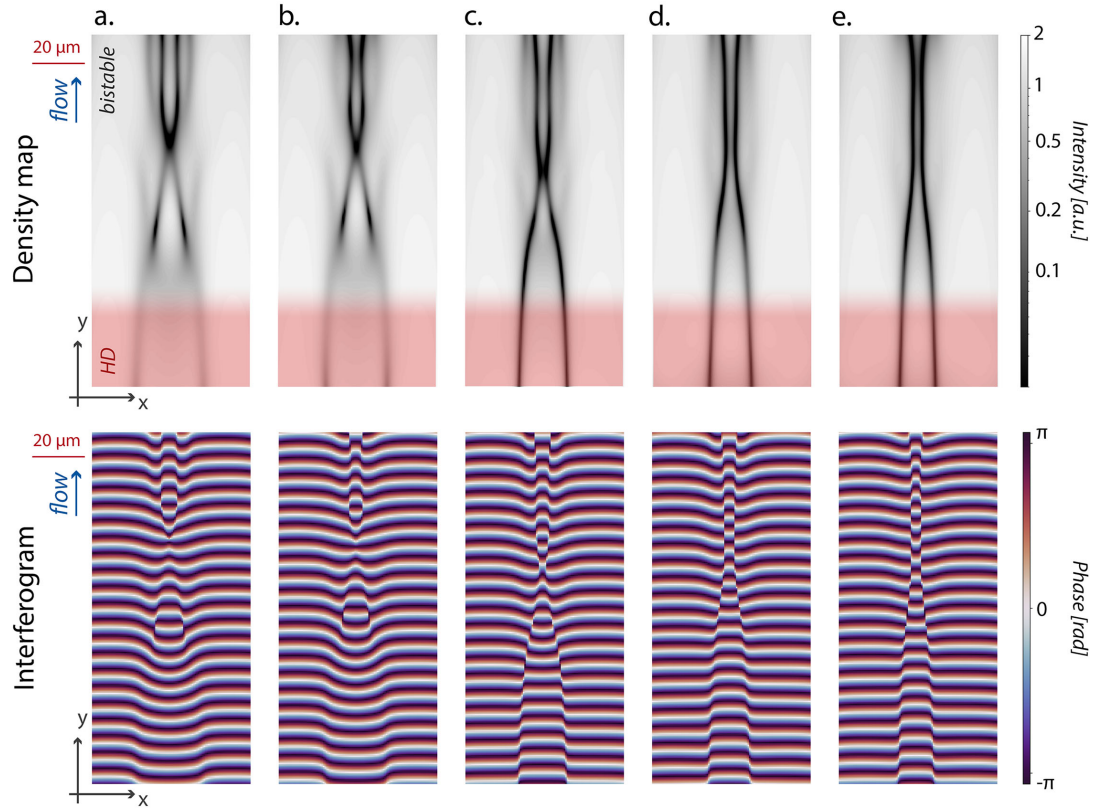 a.
b.
c.
d.
e.
20 µm
flow
bistable
Density map
HD
y
x
2
1
0.5
0.2
0.1
Intensity [a.u.]
20 µm
flow
Interferogram
y
x
π
0
-π
Phase [rad]